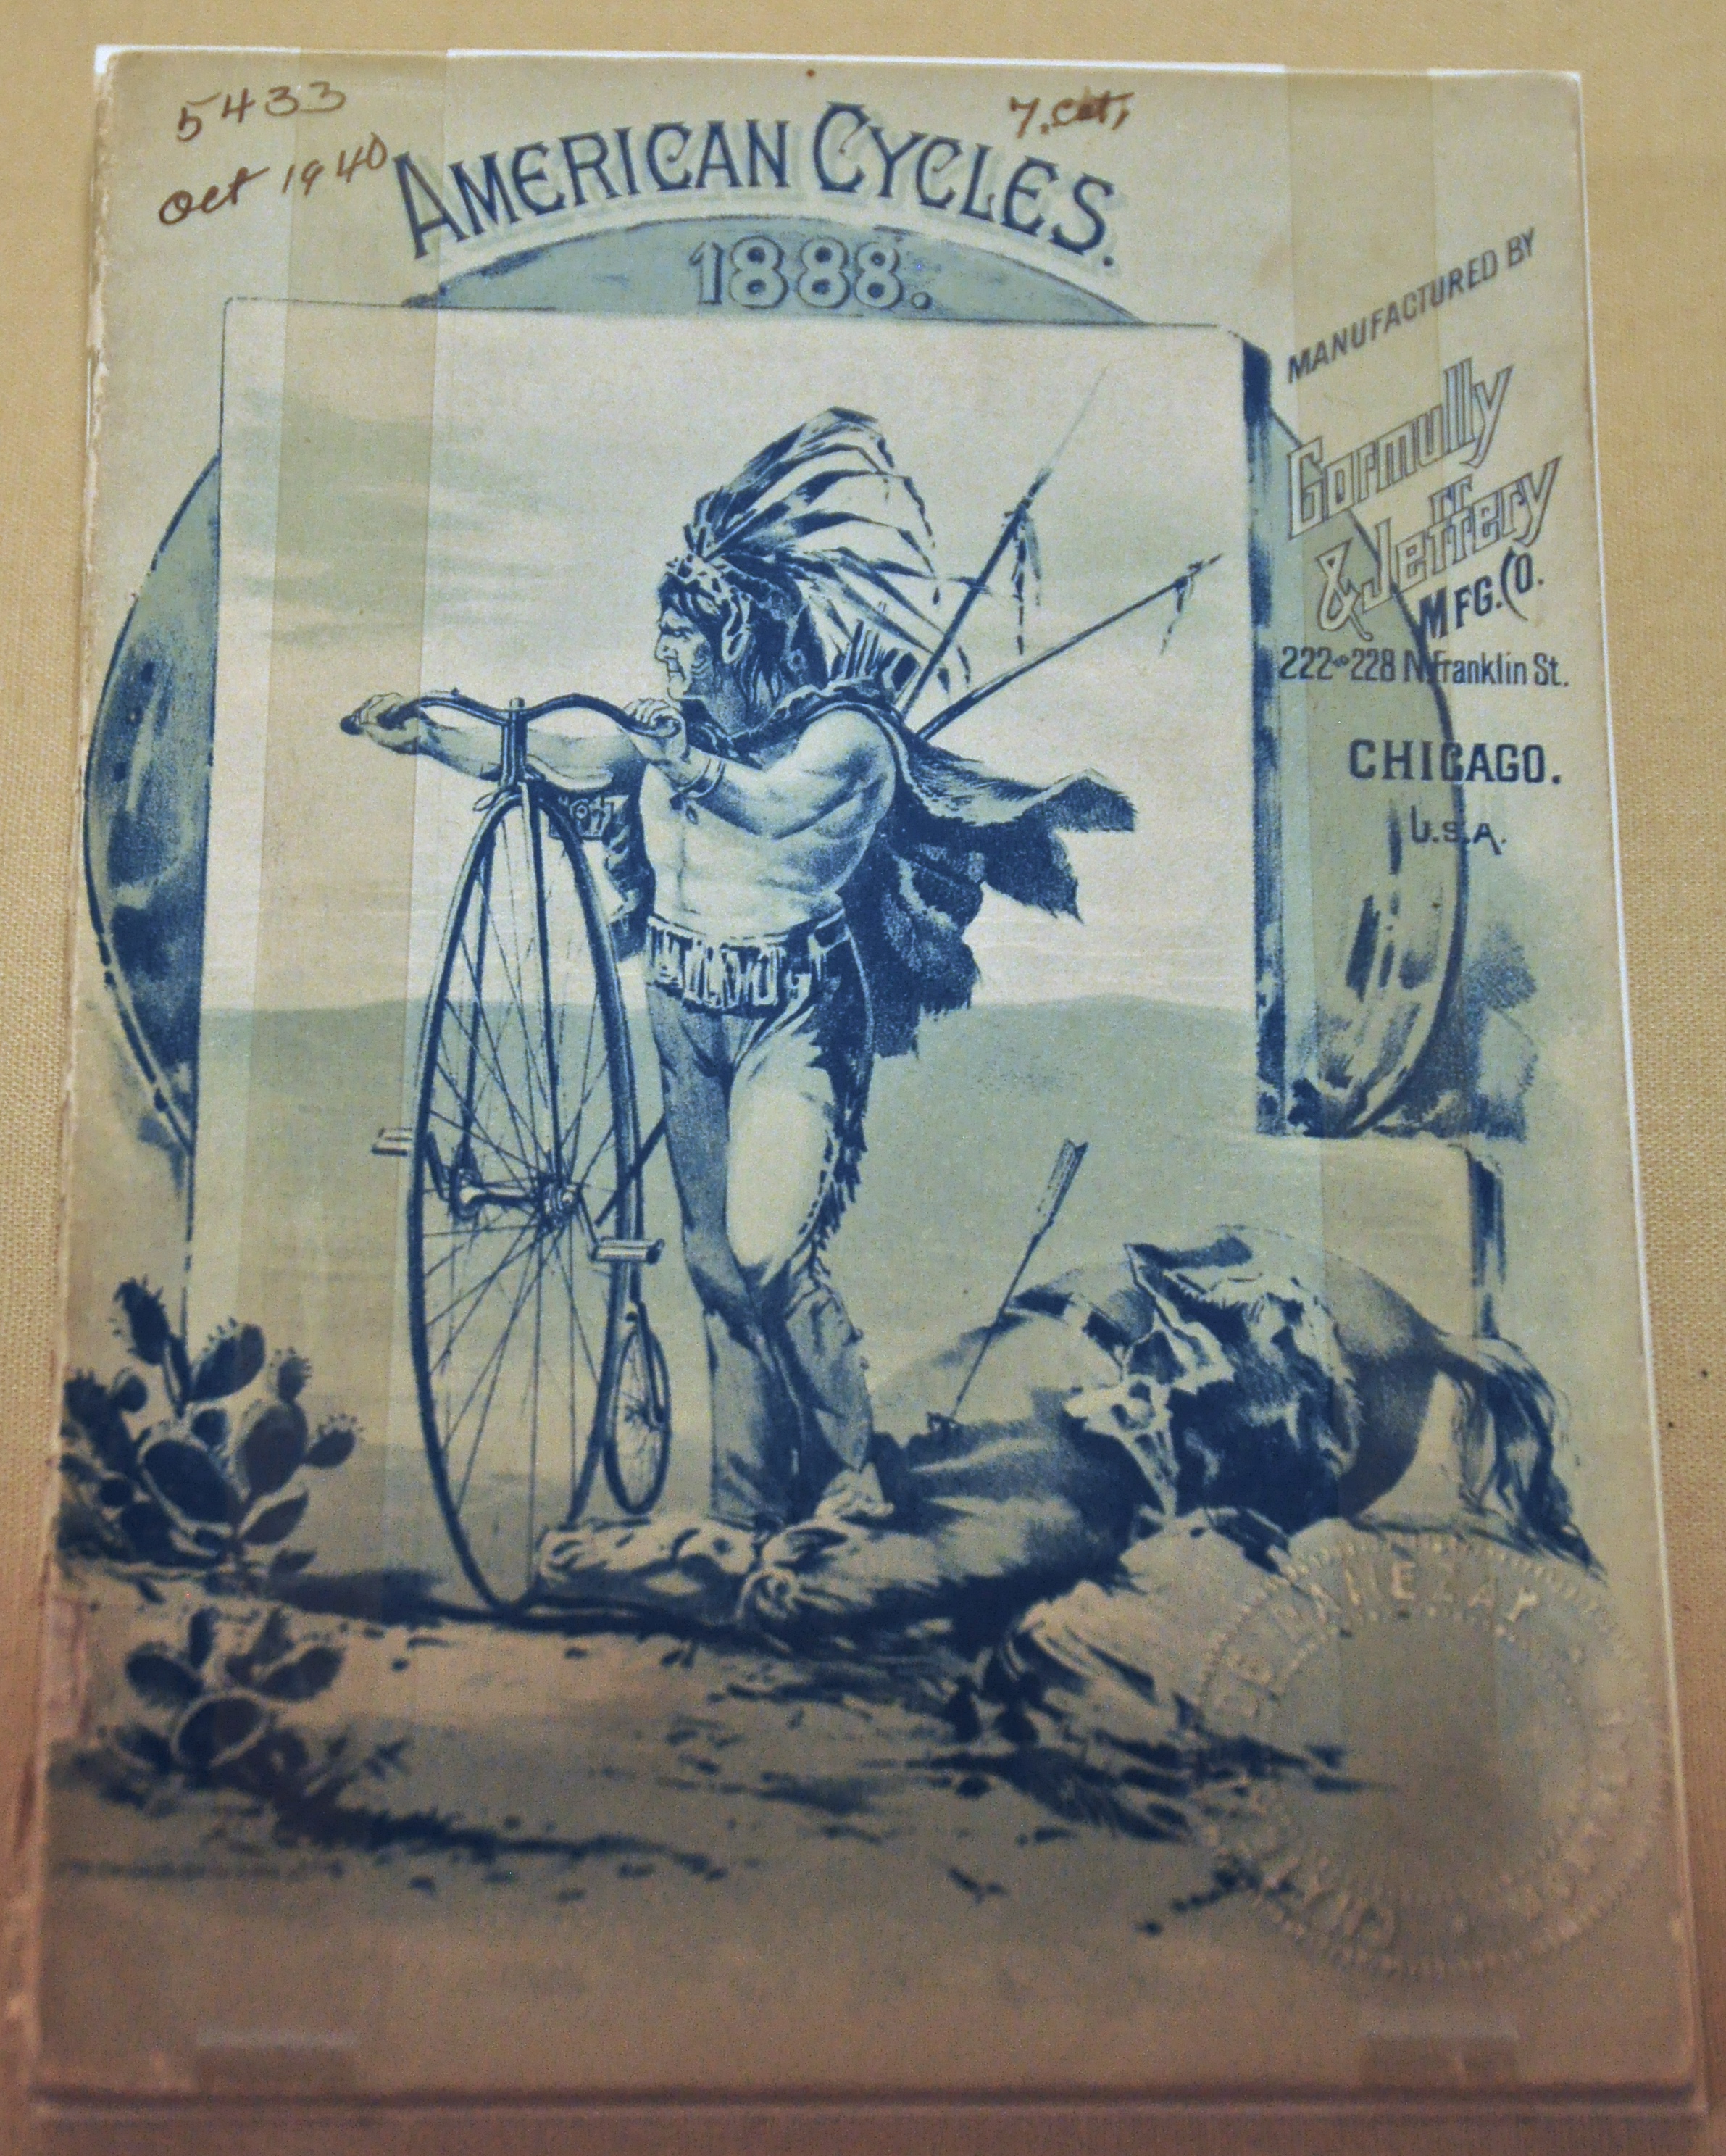 5433
Oct 1940
7. Cat,
AMERICAN CYCLES.
1888.
MANUFACTURED BY
Gormully
& Jeffery
MFG. CO.
222 to 228 N. Franklin St.
CHICAGO.
U.S.A.